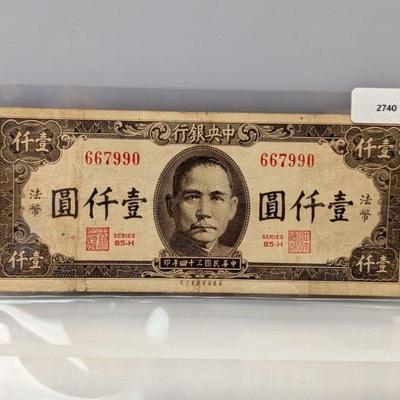 2740
行銀央中
仟壹 仟壹
667990 667990
圓仟壹 圓仟壹
法幣 法幣
SERIES 85-H SERIES 85-H
仟壹 仟壹
印年四十三國民華中